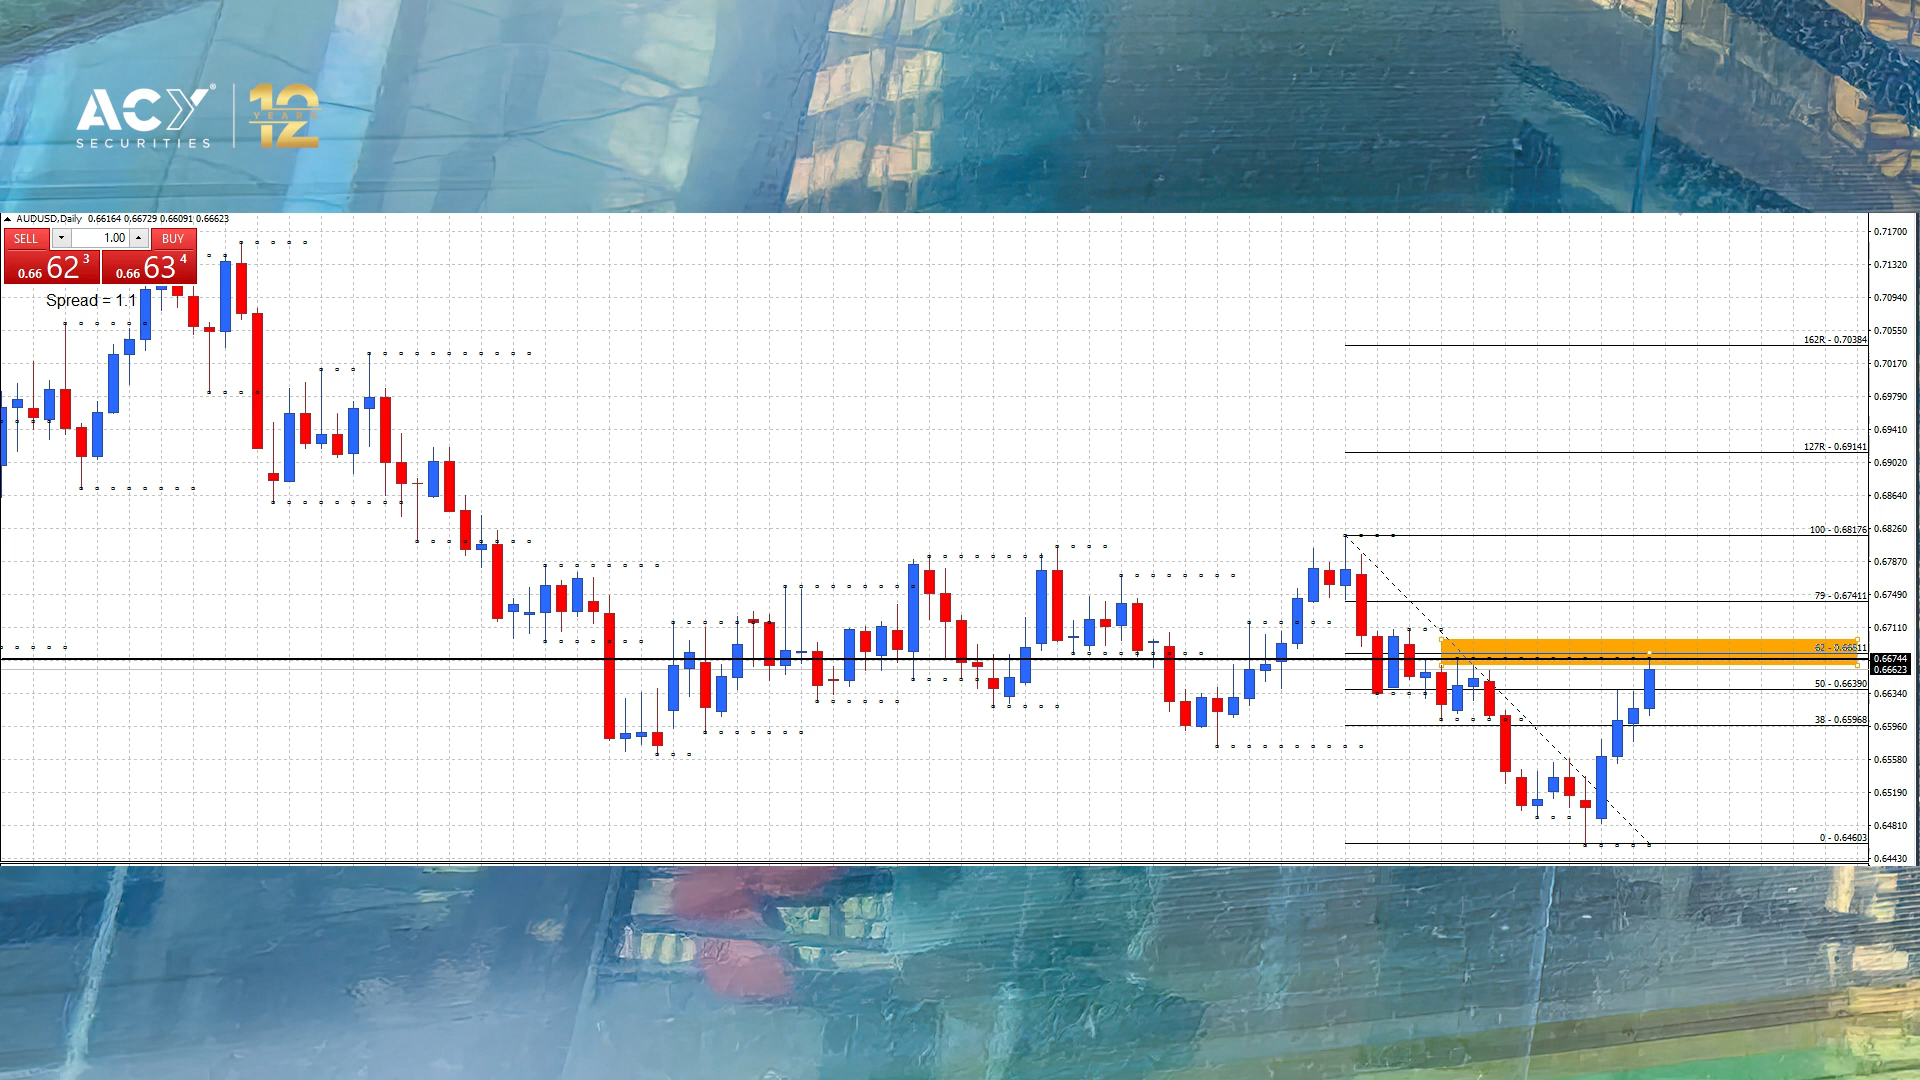 ACY®
SECURITIES
12
YEARS
AUDUSD,Daily 0.66164 0.66729 0.66091 0.66623
SELL 1.00 BUY
0.66 62 3 0.66 63 4
Spread = 1.1
0.71700
0.71320
0.70940
0.70550
162R - 0.70384
0.70170
0.69790
127R - 0.69141
0.69410
0.69020
0.68640
100 - 0.68176
0.68260
0.67870
79 - 0.67411
0.67490
0.67110
62 - 0.66811
0.66744
0.66623
50 - 0.66390
0.66340
38 - 0.65968
0.65960
0.65580
0.65190
0.64810
0 - 0.64603
0.64430